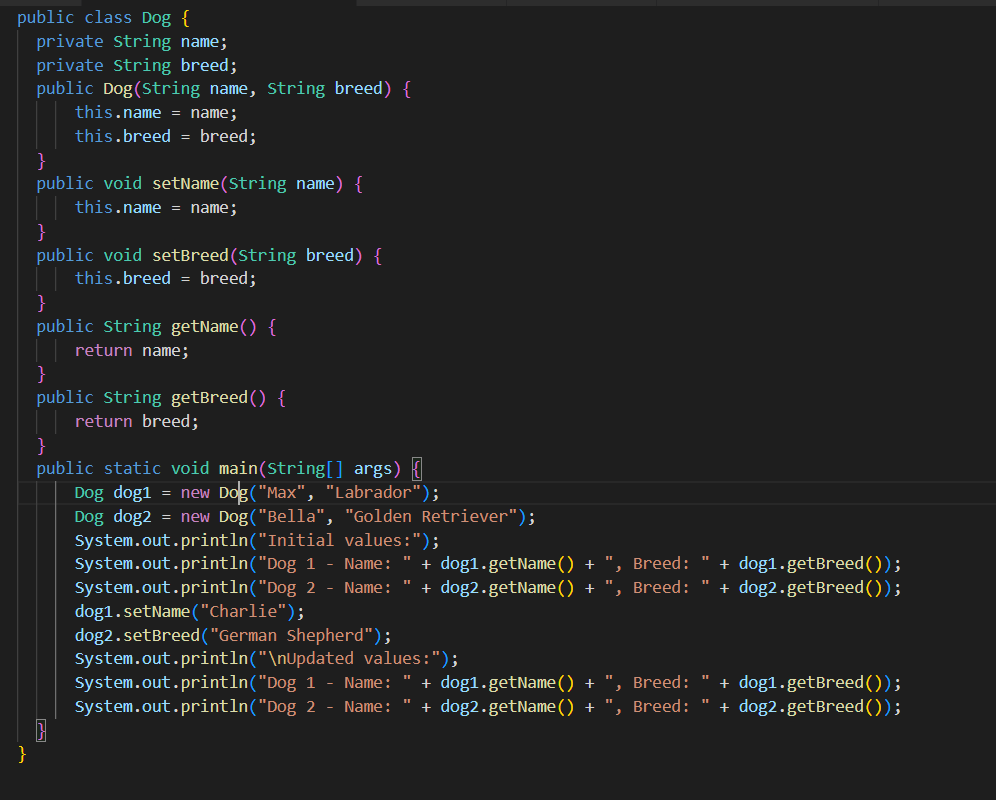 public class Dog {
  private String name;
  private String breed;
  public Dog(String name, String breed) {
      this.name = name;
      this.breed = breed;
  }
  public void setName(String name) {
      this.name = name;
  }
  public void setBreed(String breed) {
      this.breed = breed;
  }
  public String getName() {
      return name;
  }
  public String getBreed() {
      return breed;
  }
  public static void main(String[] args) {
      Dog dog1 = new Dog("Max", "Labrador");
      Dog dog2 = new Dog("Bella", "Golden Retriever");
      System.out.println("Initial values:");
      System.out.println("Dog 1 - Name: " + dog1.getName() + ", Breed: " + dog1.getBreed());
      System.out.println("Dog 2 - Name: " + dog2.getName() + ", Breed: " + dog2.getBreed());
      dog1.setName("Charlie");
      dog2.setBreed("German Shepherd");
      System.out.println("\nUpdated values:");
      System.out.println("Dog 1 - Name: " + dog1.getName() + ", Breed: " + dog1.getBreed());
      System.out.println("Dog 2 - Name: " + dog2.getName() + ", Breed: " + dog2.getBreed());
  }
}